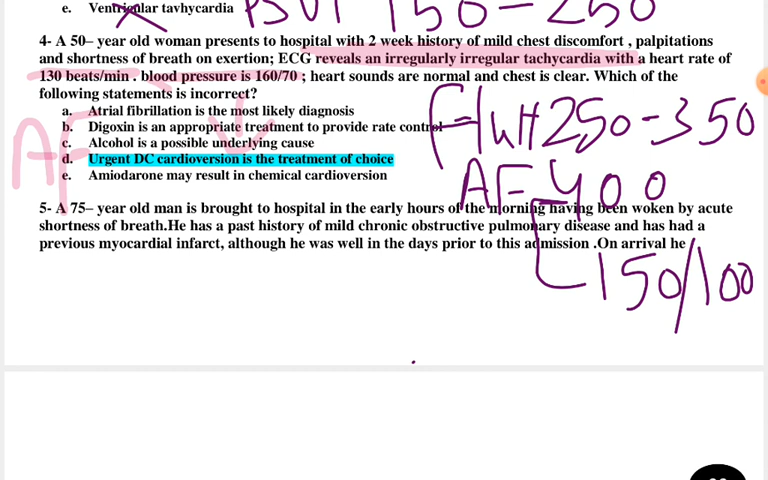 e. Ventricular tavhycardia PSVT 150-250
4- A 50– year old woman presents to hospital with 2 week history of mild chest discomfort , palpitations
and shortness of breath on exertion; ECG reveals an irregularly irregular tachycardia with a heart rate of
130 beats/min . blood pressure is 160/70 ; heart sounds are normal and chest is clear. Which of the
following statements is incorrect?
a. Atrial fibrillation is the most likely diagnosis
b. Digoxin is an appropriate treatment to provide rate control
c. Alcohol is a possible underlying cause
d. Urgent DC cardioversion is the treatment of choice
e. Amiodarone may result in chemical cardioversion
AF
250-350
AF 400
150/100
5- A 75– year old man is brought to hospital in the early hours of the morning having been woken by acute
shortness of breath.He has a past history of mild chronic obstructive pulmonary disease and has had a
previous myocardial infarct, although he was well in the days prior to this admission .On arrival he